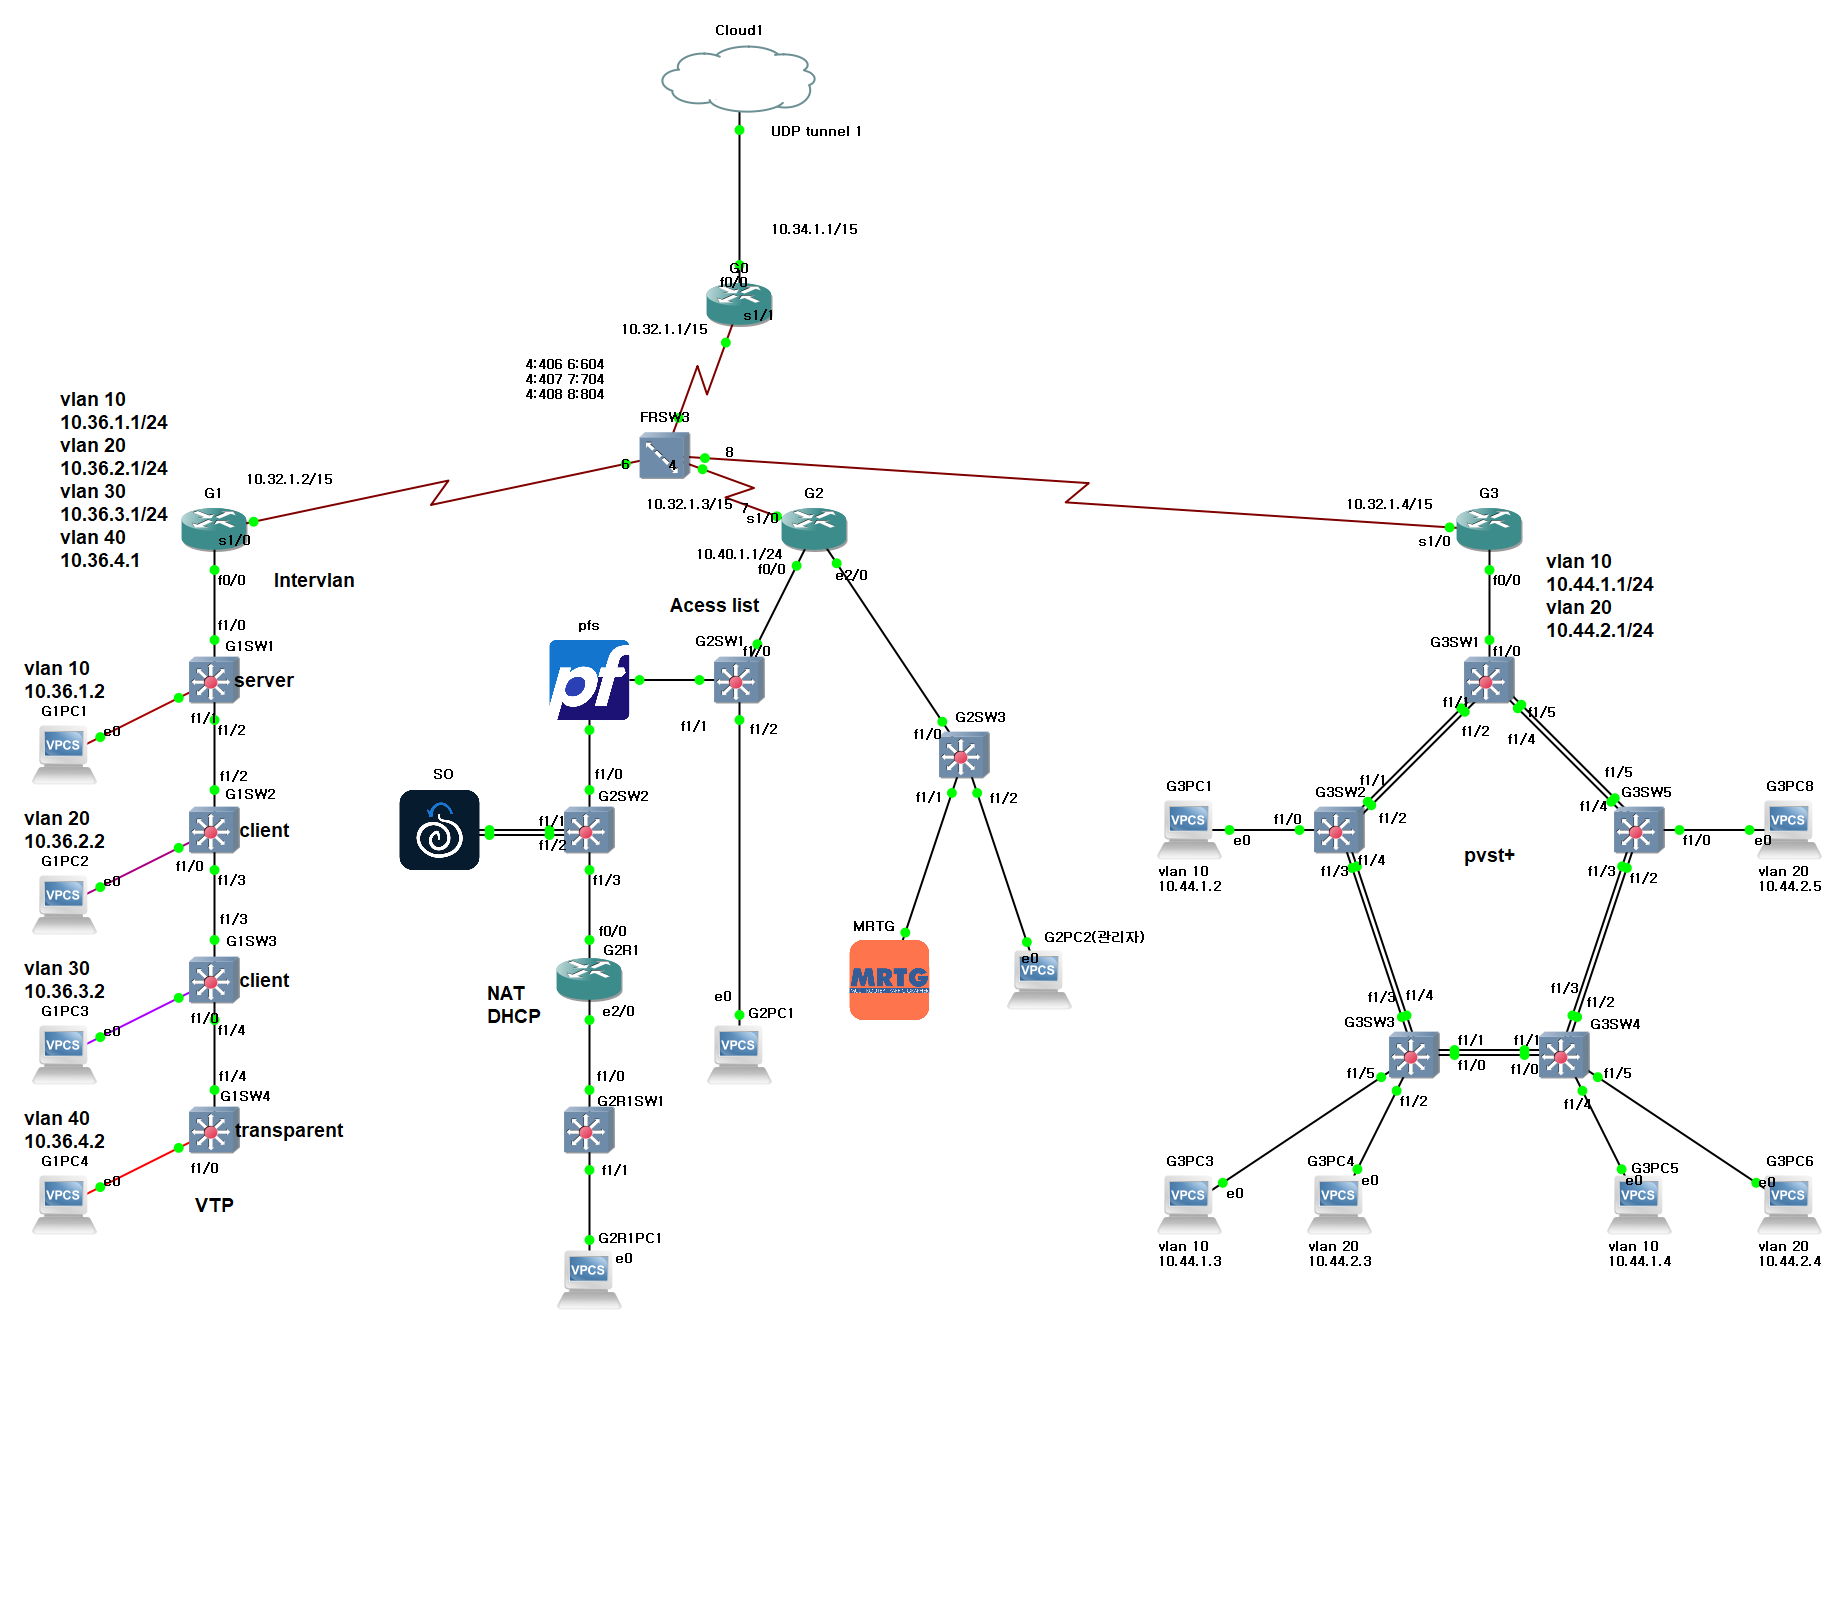 Cloud1
UDP tunnel 1
10.34.1.1/15
G0
f0/0
s1/1
10.32.1.1/15
4:406 6:604
4:407 7:704
4:408 8:804
FRSW3
6
4
8
7
vlan 10
10.36.1.1/24
vlan 20
10.36.2.1/24
vlan 30
10.36.3.1/24
vlan 40
10.36.4.1
10.32.1.2/15
G1
s1/0
f0/0
Intervlan
f1/0
G1SW1
server
vlan 10
10.36.1.2
G1PC1
VPCS
e0
f1/1
f1/2
f1/2
G1SW2
client
vlan 20
10.36.2.2
G1PC2
VPCS
e0
f1/0
f1/3
f1/3
G1SW3
client
vlan 30
10.36.3.2
G1PC3
VPCS
e0
f1/0
f1/4
f1/4
G1SW4
transparent
vlan 40
10.36.4.2
G1PC4
VPCS
e0
f1/0
VTP
10.32.1.3/15
s1/0
G2
10.40.1.1/24
f0/0
e2/0
Acess list
G2SW1
f1/0
pfs
pf
f1/1
f1/2
f1/0
G2SW2
SO
f1/1
f1/2
f1/3
f0/0
G2R1
NAT
DHCP
e2/0
f1/0
G2R1SW1
f1/1
G2R1PC1
e0
VPCS
e0
G2PC1
VPCS
G2SW3
f1/0
f1/1
f1/2
MRTG
MRTG
G2PC2(관리자)
e0
VPCS
10.32.1.4/15
G3
s1/0
f0/0
vlan 10
10.44.1.1/24
vlan 20
10.44.2.1/24
G3SW1
f1/0
f1/1
f1/2
f1/5
f1/4
f1/1
G3SW2
f1/2
f1/5
G3SW5
f1/4
G3PC1
VPCS
e0
f1/0
vlan 10
10.44.1.2
f1/4
f1/3
pvst+
G3PC8
VPCS
f1/0
e0
vlan 20
10.44.2.5
f1/3
f1/2
f1/3
f1/4
G3SW3
f1/3
f1/2
G3SW4
f1/1
f1/0
f1/1
f1/0
f1/5
f1/2
f1/5
f1/4
G3PC3
VPCS
e0
vlan 10
10.44.1.3
G3PC4
VPCS
e0
vlan 20
10.44.2.3
G3PC5
e0
VPCS
vlan 10
10.44.1.4
G3PC6
e0
VPCS
vlan 20
10.44.2.4